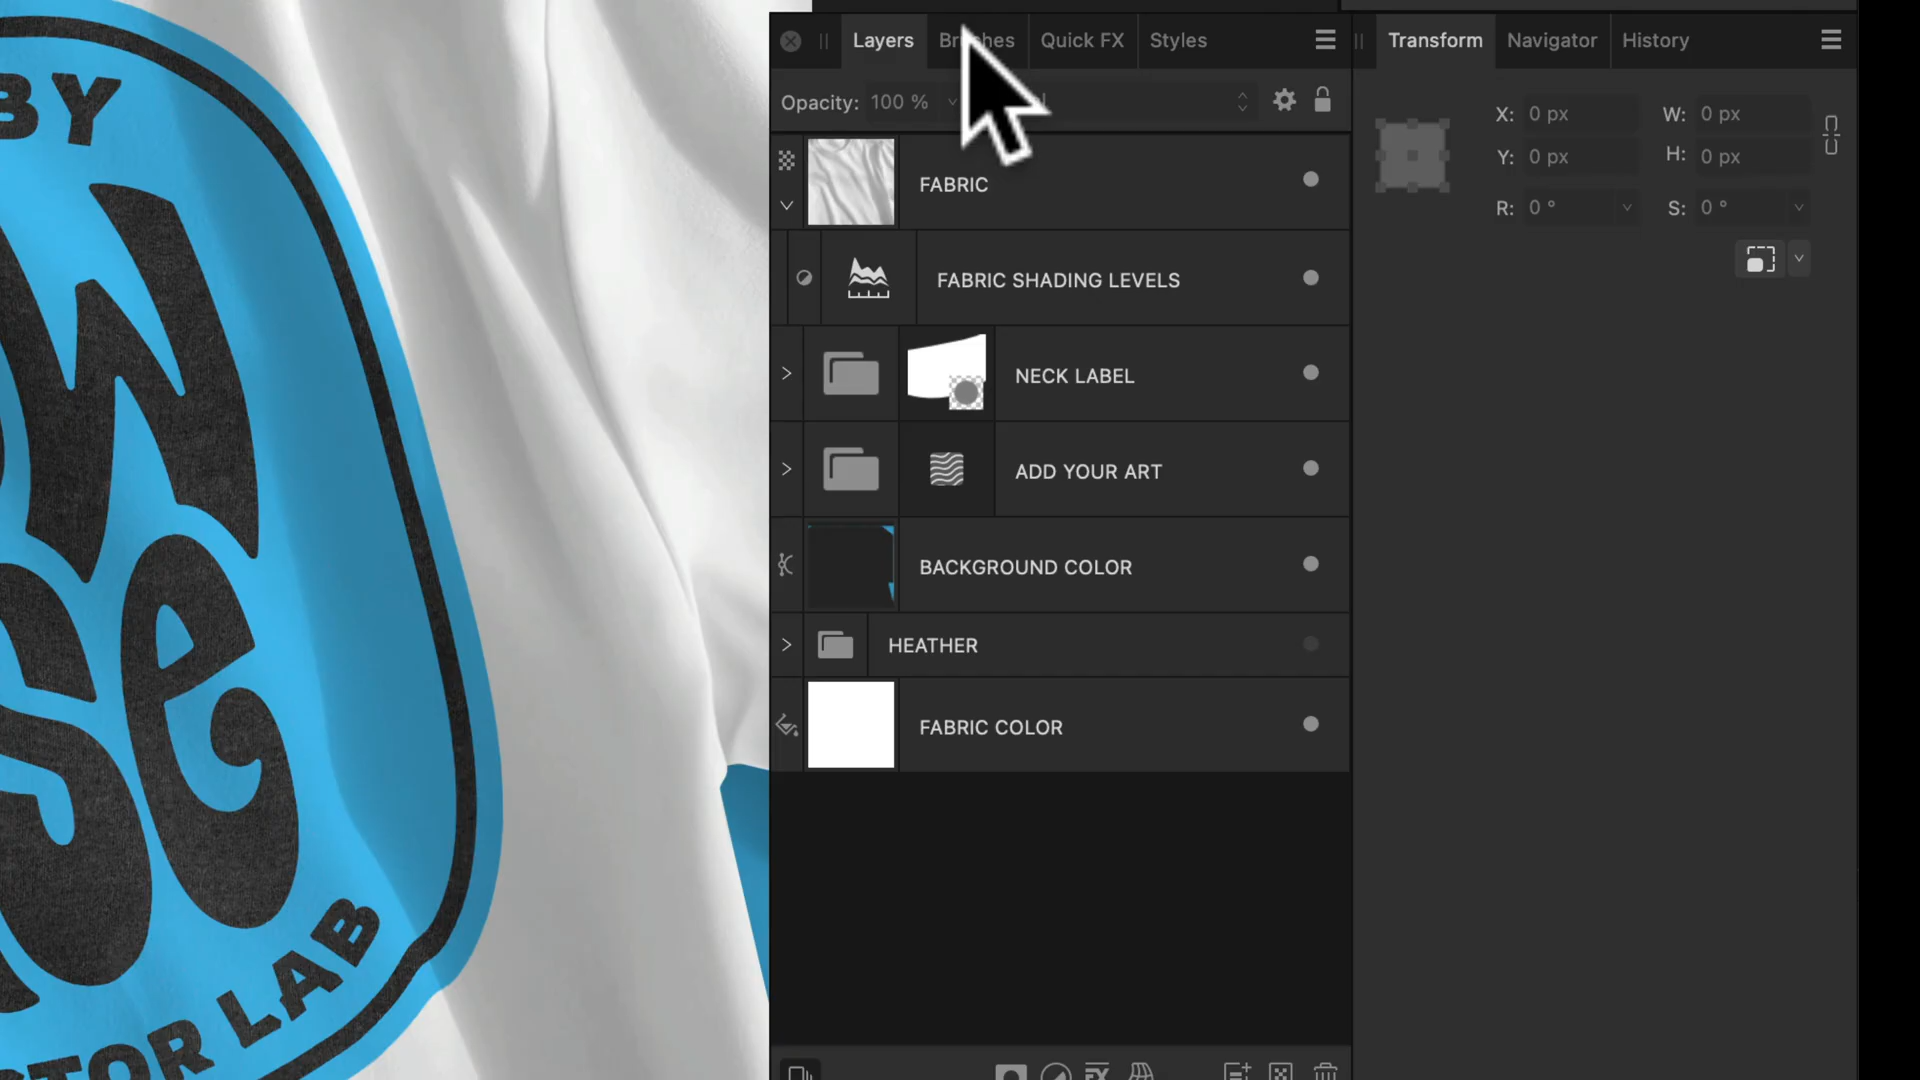 BY
Layers Brushes Quick FX Styles
Transform Navigator History
Opacity: 100 %
X: 0 px W: 0 px
Y: 0 px H: 0 px
R: 0 ° S: 0 °
FABRIC
FABRIC SHADING LEVELS
NECK LABEL
ADD YOUR ART
BACKGROUND COLOR
HEATHER
FABRIC COLOR
LAB